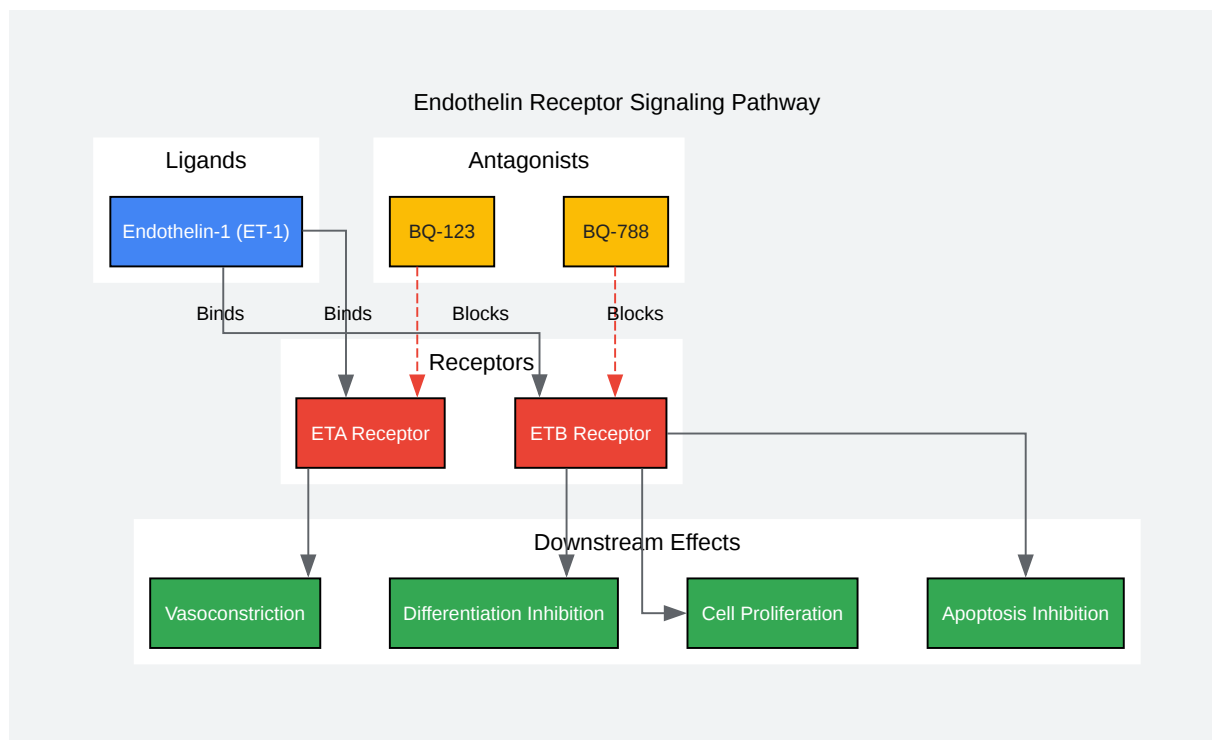 Endothelin Receptor Signaling Pathway
Ligands
Antagonists
Endothelin-1 (ET-1)
BQ-123
BQ-788
Binds
Binds
Blocks
Blocks
Receptors
ETA Receptor
ETB Receptor
Downstream Effects
Vasoconstriction
Differentiation Inhibition
Cell Proliferation
Apoptosis Inhibition